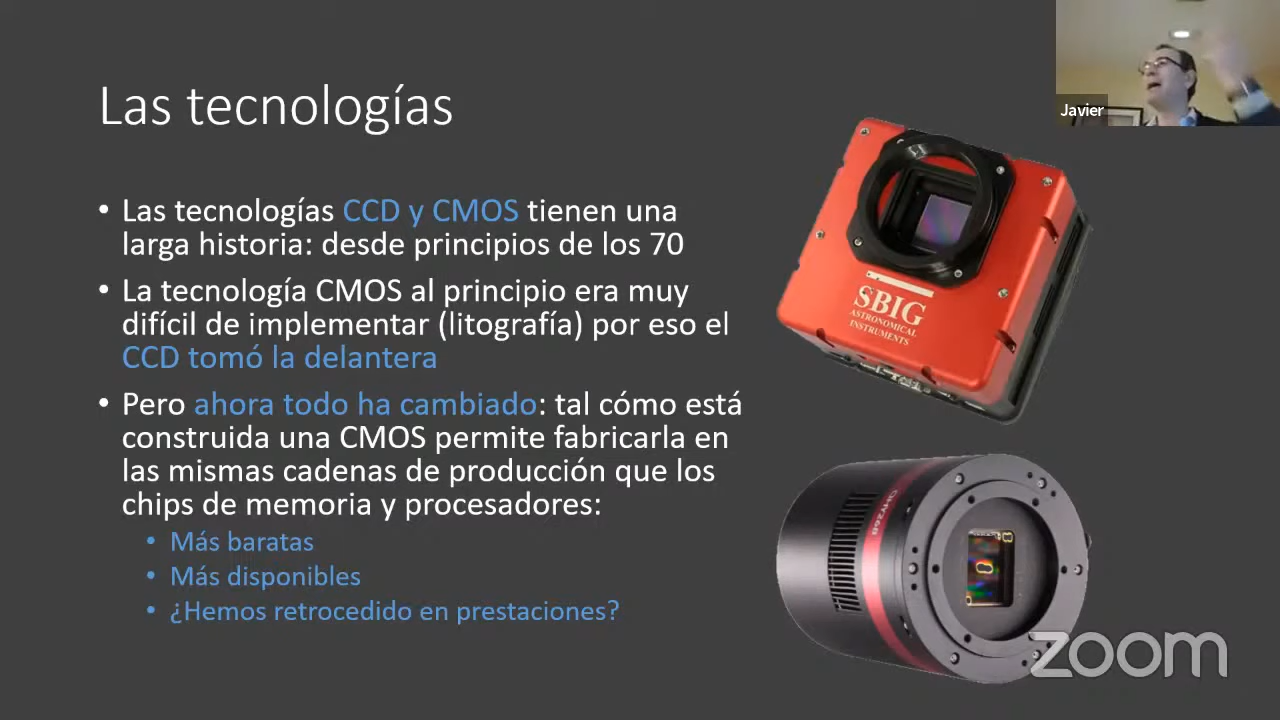 Las tecnologías
Javier
• Las tecnologías CCD y CMOS tienen una
larga historia: desde principios de los 70
• La tecnología CMOS al principio era muy
difícil de implementar (litografía) por eso el
CCD tomó la delantera
• Pero ahora todo ha cambiado: tal cómo está
construida una CMOS permite fabricarla en
las mismas cadenas de producción que los
chips de memoria y procesadores:
• Más baratas
• Más disponibles
• ¿Hemos retrocedido en prestaciones?
SBIG
ASTRONOMICAL
INSTRUMENTS
QHY268
zoom